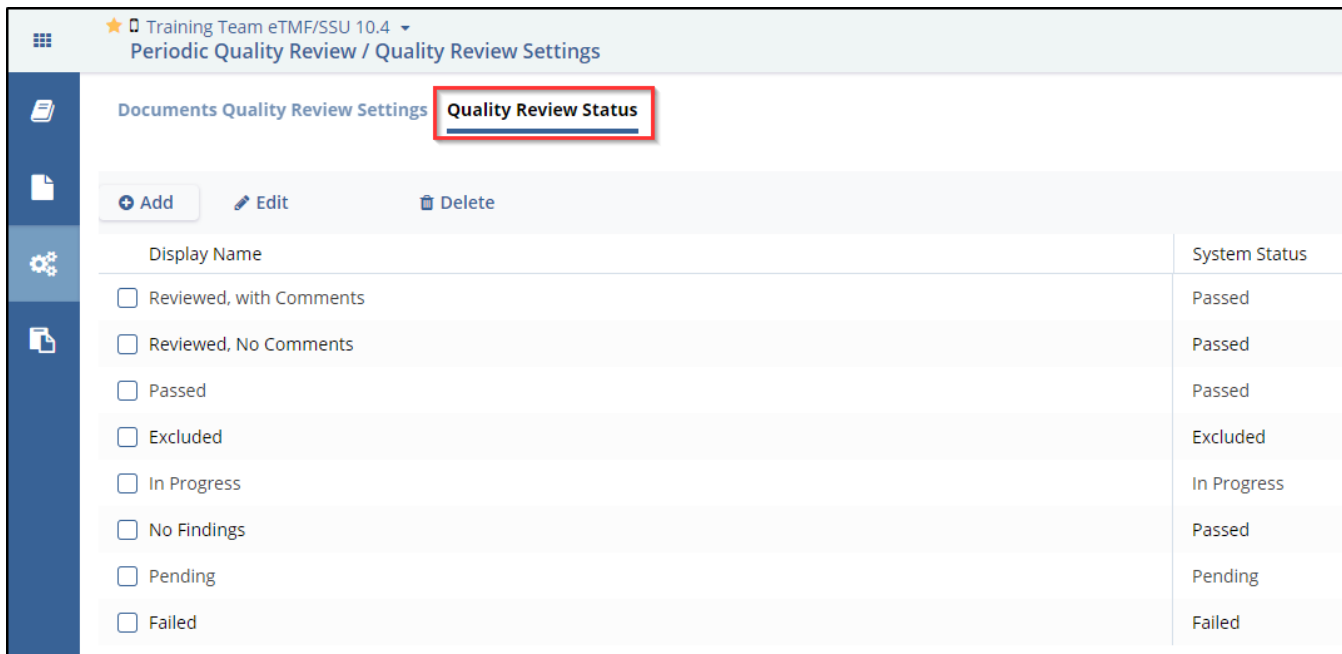 Training Team eTMF/SSU 10.4
Periodic Quality Review / Quality Review Settings
Documents Quality Review Settings Quality Review Status
Add Edit Delete
Display Name System Status
Reviewed, with Comments Passed
Reviewed, No Comments Passed
Passed Passed
Excluded Excluded
In Progress In Progress
No Findings Passed
Pending Pending
Failed Failed